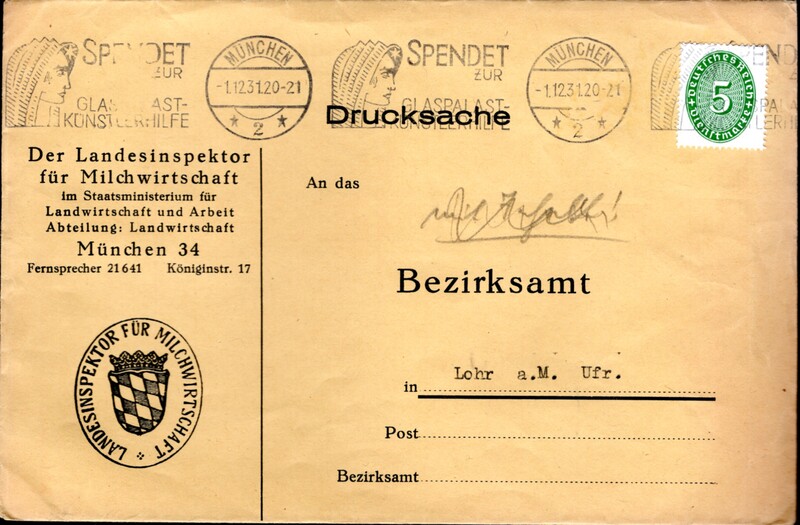 SPENDET
ZUR
GLASPALAST-
KÜNSTLERHILFE
MÜNCHEN
-1.12.31.20-21
* 2 *
SPENDET
ZUR
GLASPALAST-
KÜNSTLERHILFE
MÜNCHEN
-1.12.31.20-21
* 2 *
Deutsches Reich
5
Dienstmarke
Drucksache
Der Landesinspektor
für Milchwirtschaft
im Staatsministerium für
Landwirtschaft und Arbeit
Abteilung: Landwirtschaft
München 34
Fernsprecher 21641 Königinstr. 17
LANDESINSPEKTOR FÜR MILCHWIRTSCHAFT
An das
Bezirksamt
in Lohr a.M. Ufr.
Post
Bezirksamt